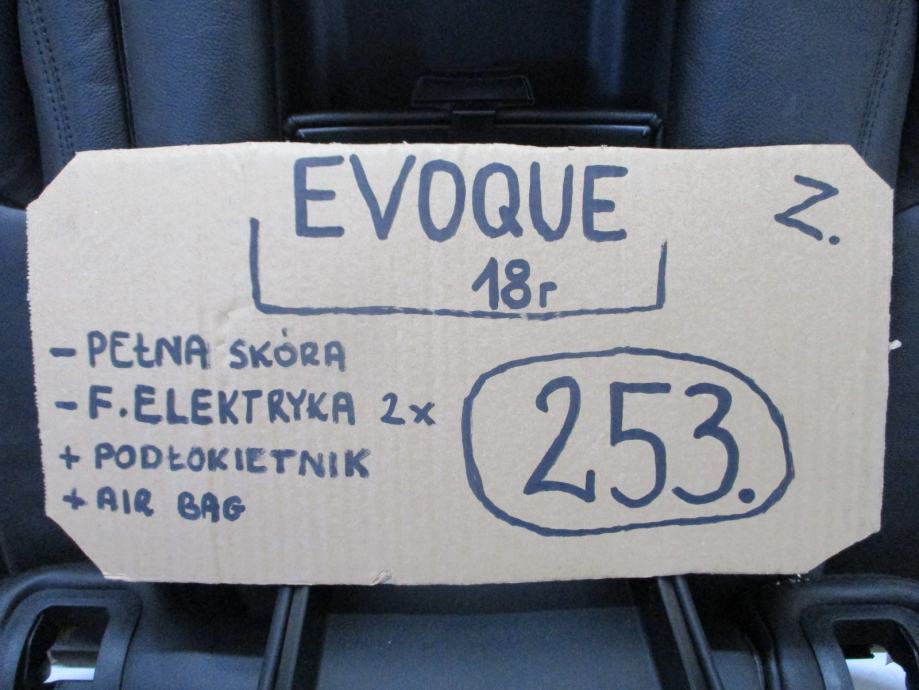 EVOQUE
Z.
18r
- PEŁNA SKÓRA
- F.ELEKTRYKA 2x
+ PODŁOKIETNIK
+ AIR BAG
253.